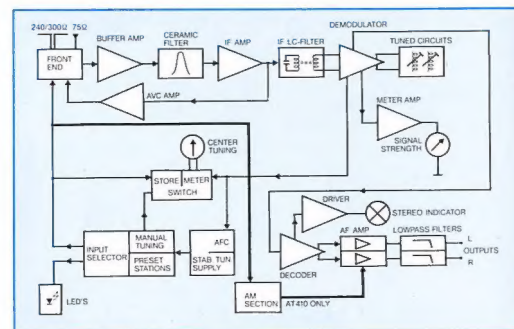 240/300Ω 75Ω
FRONT
END
BUFFER AMP
CERAMIC
FILTER
IF AMP
IF LC-FILTER
DEMODULATOR
TUNED CIRCUITS
AVC AMP
METER AMP
SIGNAL
STRENGTH
CENTER
TUNING
STORE METER
SWITCH
DRIVER
STEREO INDICATOR
INPUT
SELECTOR
MANUAL
TUNING
PRESET
STATIONS
AFC
STAB. TUN
SUPPLY
DECODER
AF AMP
LOWPASS FILTERS
L
OUTPUTS
R
LED'S
AM
SECTION
AT410 ONLY